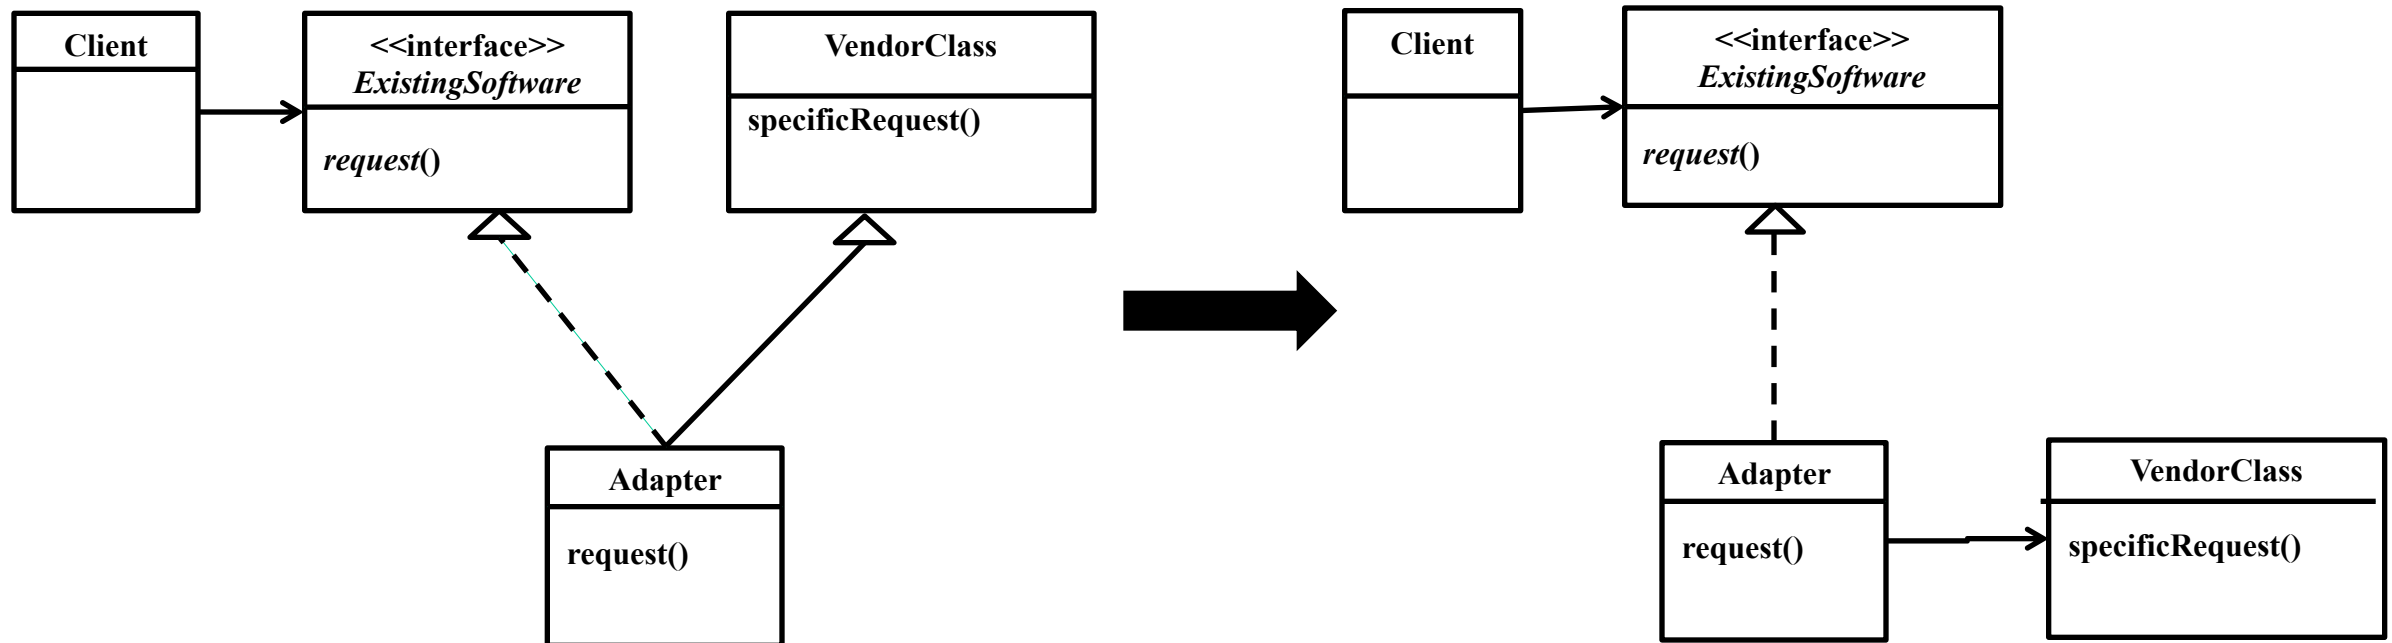 Client
<<interface>>
ExistingSoftware
request()
VendorClass
specificRequest()
Adapter
request()
Client
<<interface>>
ExistingSoftware
request()
Adapter
request()
VendorClass
specificRequest()